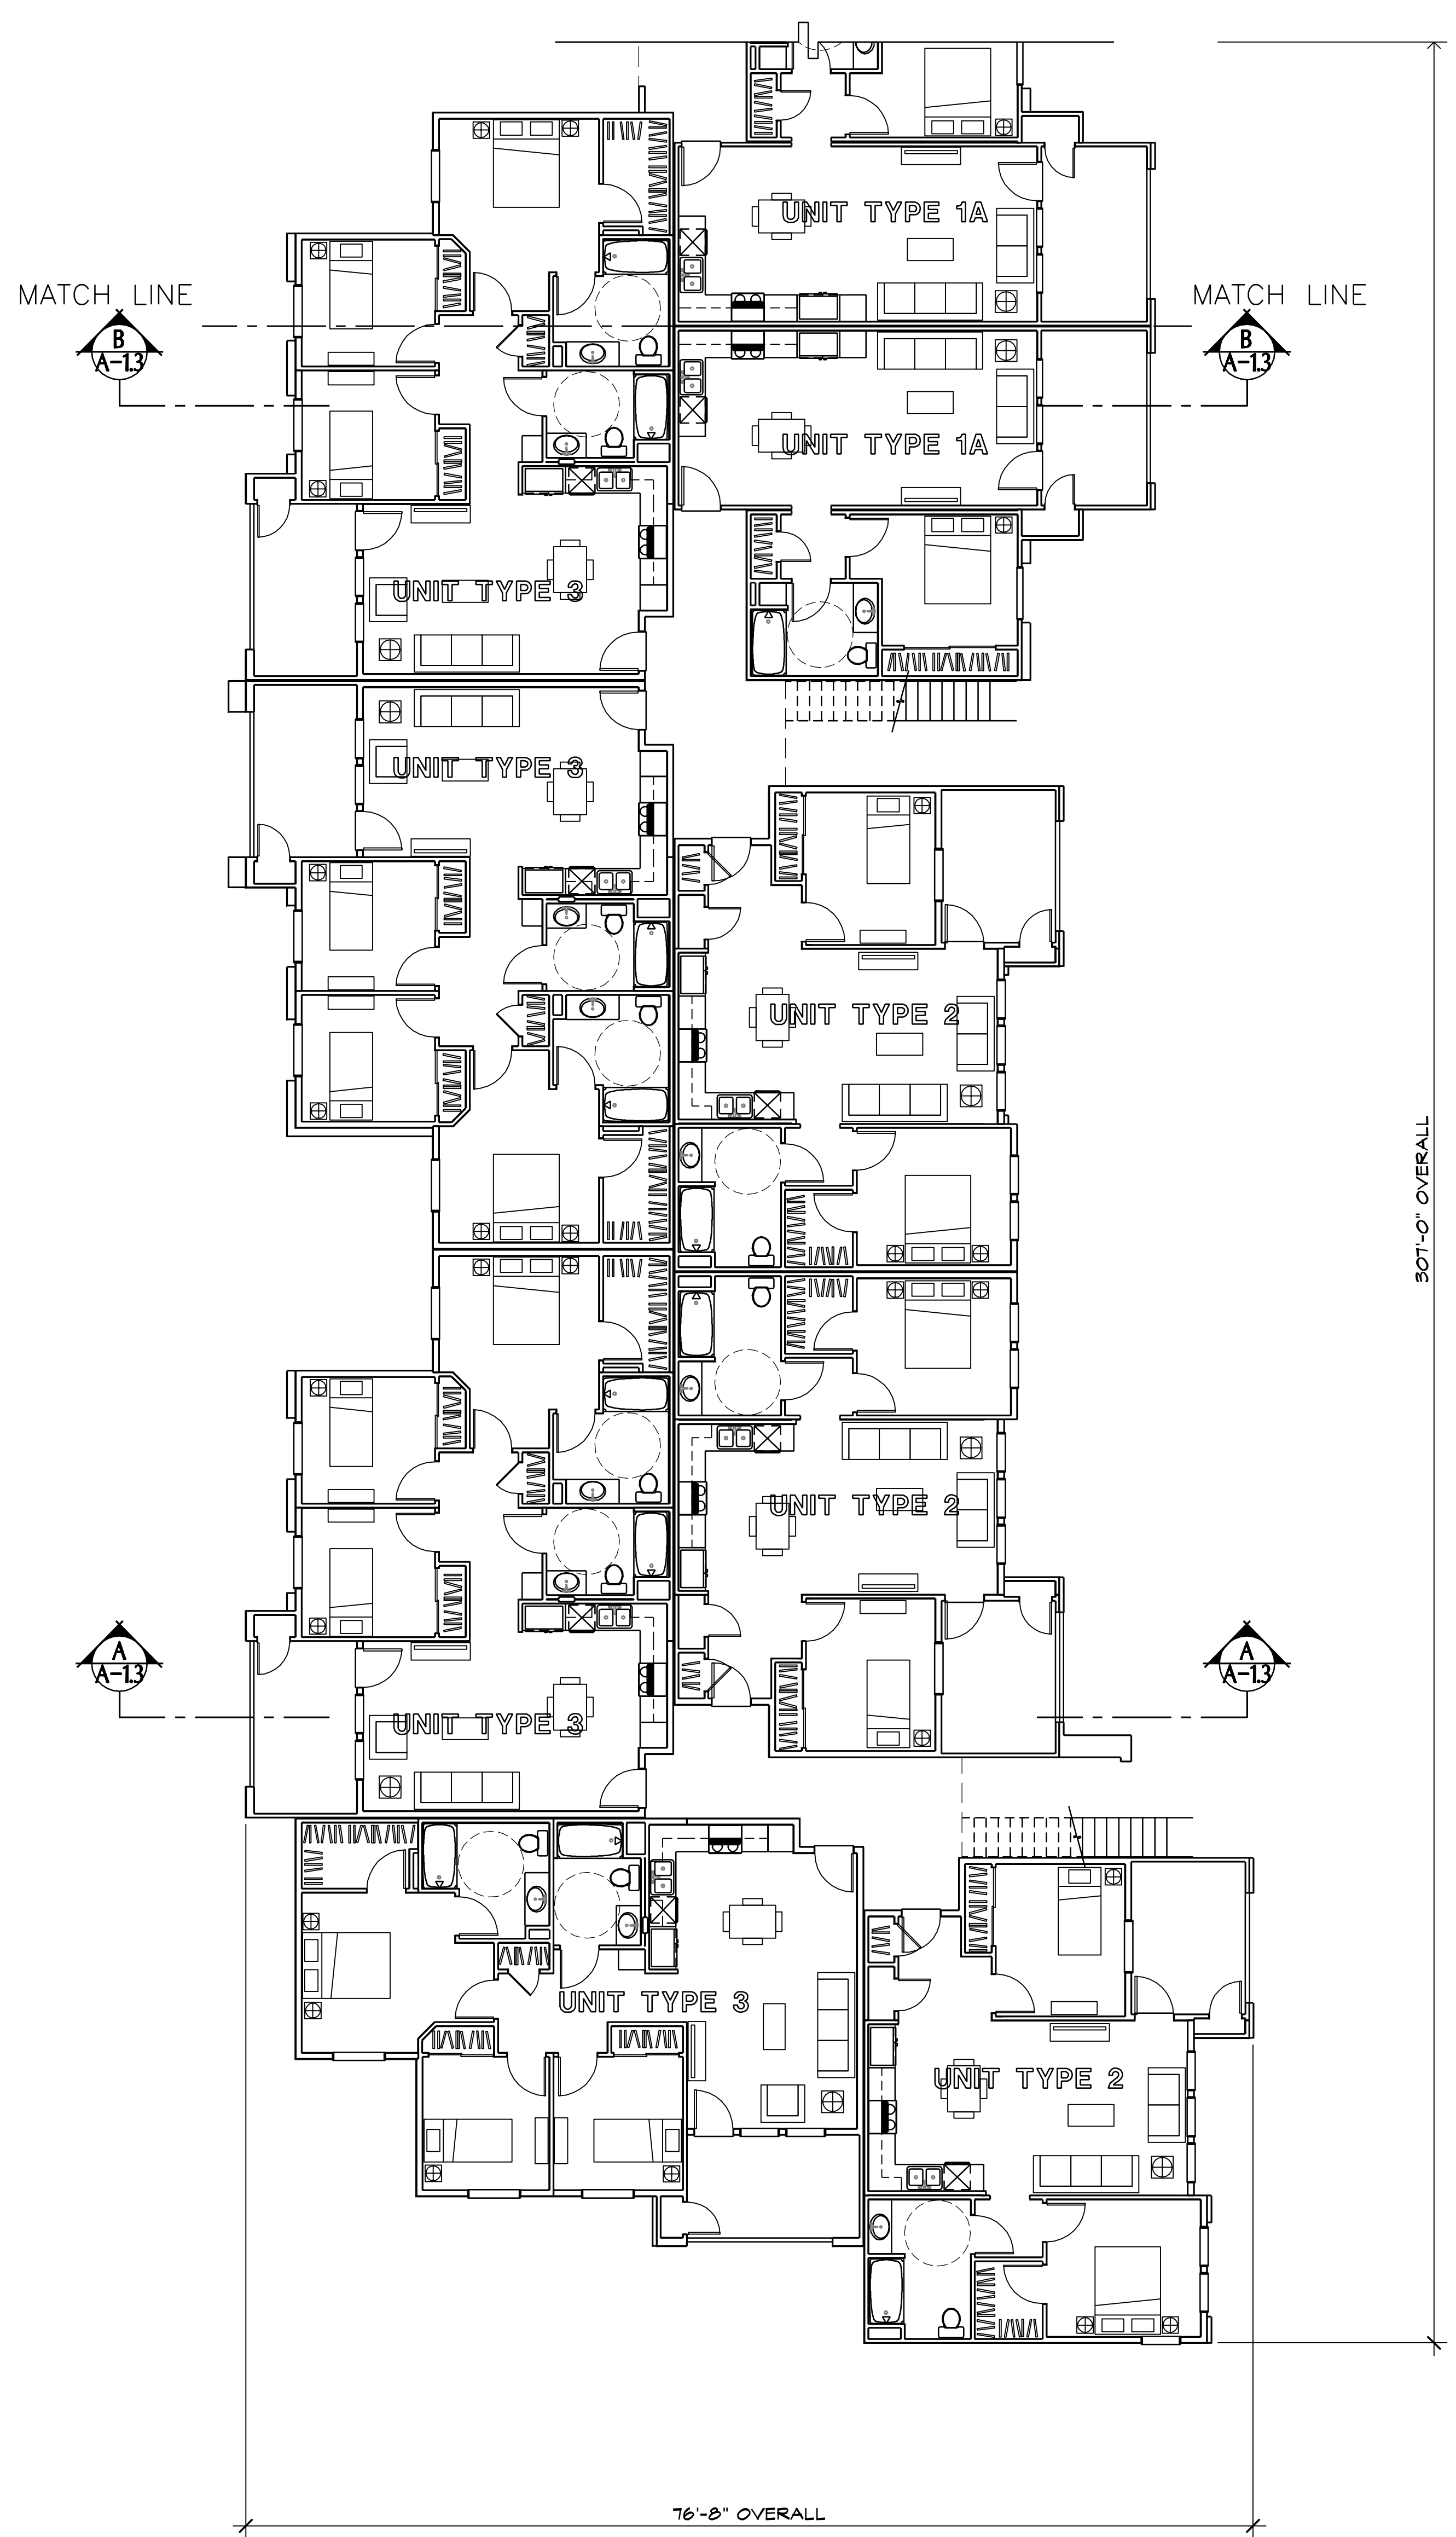 UNIT TYPE 1A
MATCH LINE
MATCH LINE
B
A-1.3
B
A-1.3
UNIT TYPE 1A
UNIT TYPE 3
UNIT TYPE 3
UNIT TYPE 2
307'-0" OVERALL
UNIT TYPE 2
A
A-1.3
A
A-1.3
UNIT TYPE 3
UNIT TYPE 3
UNIT TYPE 2
76'-8" OVERALL